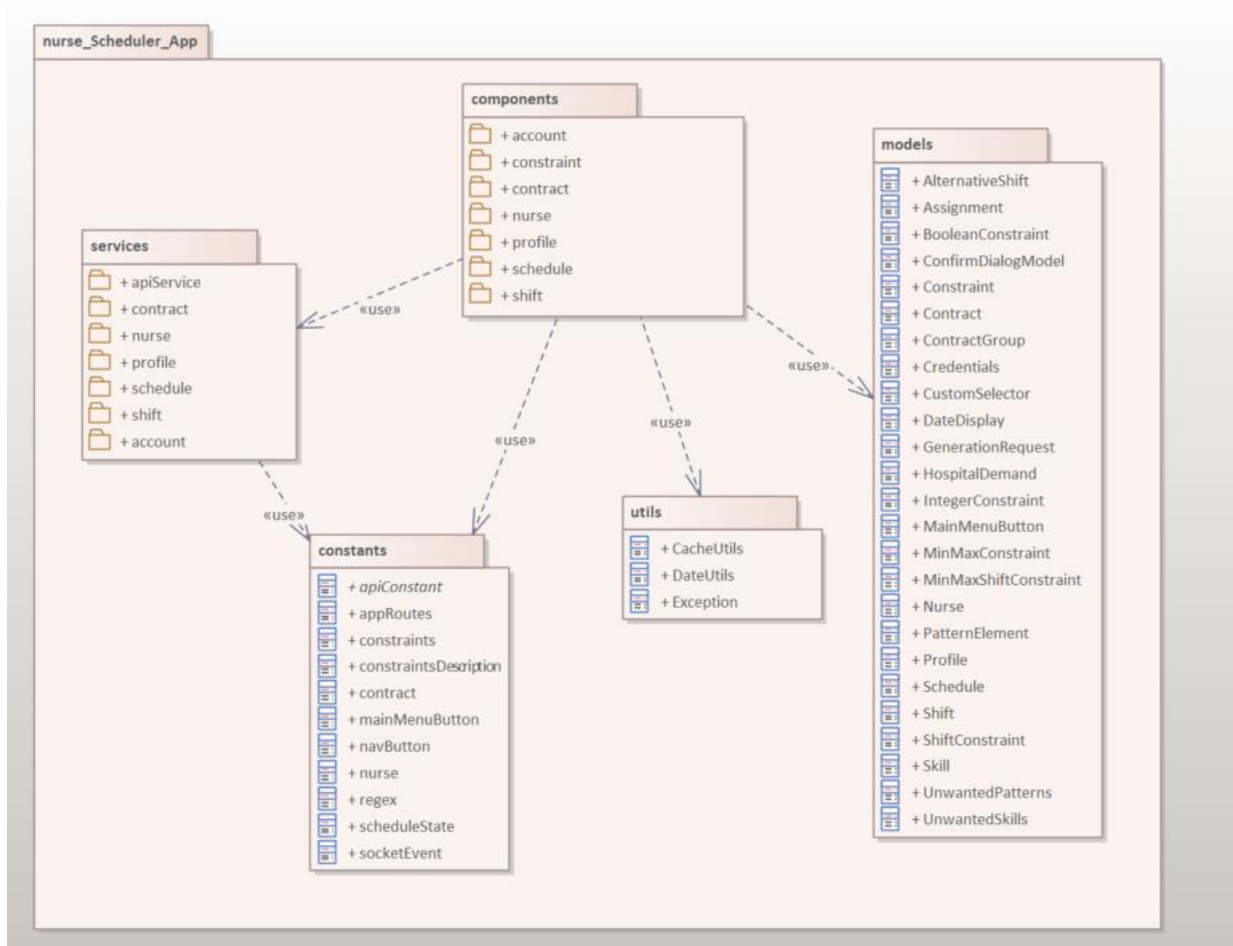 nurse_Scheduler_App
components
+ account
+ constraint
+ contract
+ nurse
+ profile
+ schedule
+ shift
models
+ AlternativeShift
+ Assignment
+ BooleanConstraint
+ ConfirmDialogModel
+ Constraint
+ Contract
+ ContractGroup
+ Credentials
+ CustomSelector
+ DateDisplay
+ GenerationRequest
+ HospitalDemand
+ IntegerConstraint
+ MainMenuButton
+ MinMaxConstraint
+ MinMaxShiftConstraint
+ Nurse
+ PatternElement
+ Profile
+ Schedule
+ Shift
+ ShiftConstraint
+ Skill
+ UnwantedPatterns
+ UnwantedSkills
services
+ apiService
+ contract
+ nurse
+ profile
+ schedule
+ shift
+ account
«use»
«use»
«use»
«use»
«use»
utils
+ CacheUtils
+ DateUtils
+ Exception
constants
+ apiConstant
+ appRoutes
+ constraints
+ constraintsDescription
+ contract
+ mainMenuButton
+ navButton
+ nurse
+ regex
+ scheduleState
+ socketEvent